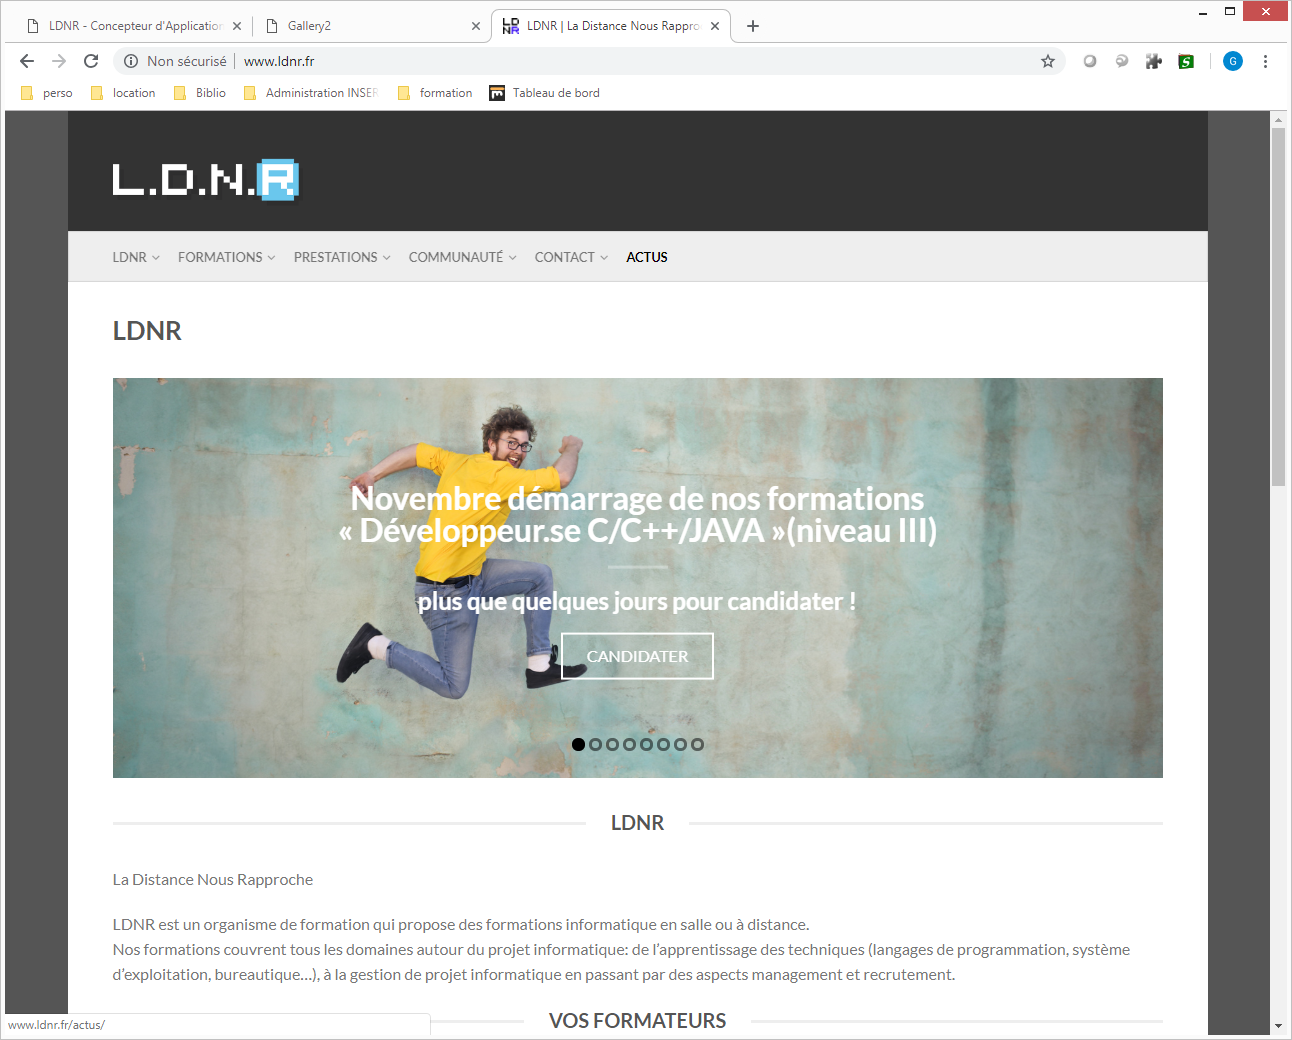 LDNR - Concepteur d'Application
Gallery2
LDNR | La Distance Nous Rappro
Non sécurisé
www.ldnr.fr
G
perso
location
Biblio
Administration INSER
formation
Tableau de bord
L.D.N.R
LDNR
FORMATIONS
PRESTATIONS
COMMUNAUTÉ
CONTACT
ACTUS
LDNR
Novembre démarrage de nos formations
« Développeur.se C/C++/JAVA »(niveau III)
plus que quelques jours pour candidater !
CANDIDATER
LDNR
La Distance Nous Rapproche
LDNR est un organisme de formation qui propose des formations informatique en salle ou à distance.
Nos formations couvrent tous les domaines autour du projet informatique: de l’apprentissage des techniques (langages de programmation, système
d’exploitation, bureautique…), à la gestion de projet informatique en passant par des aspects management et recrutement.
VOS FORMATEURS
www.ldnr.fr/actus/